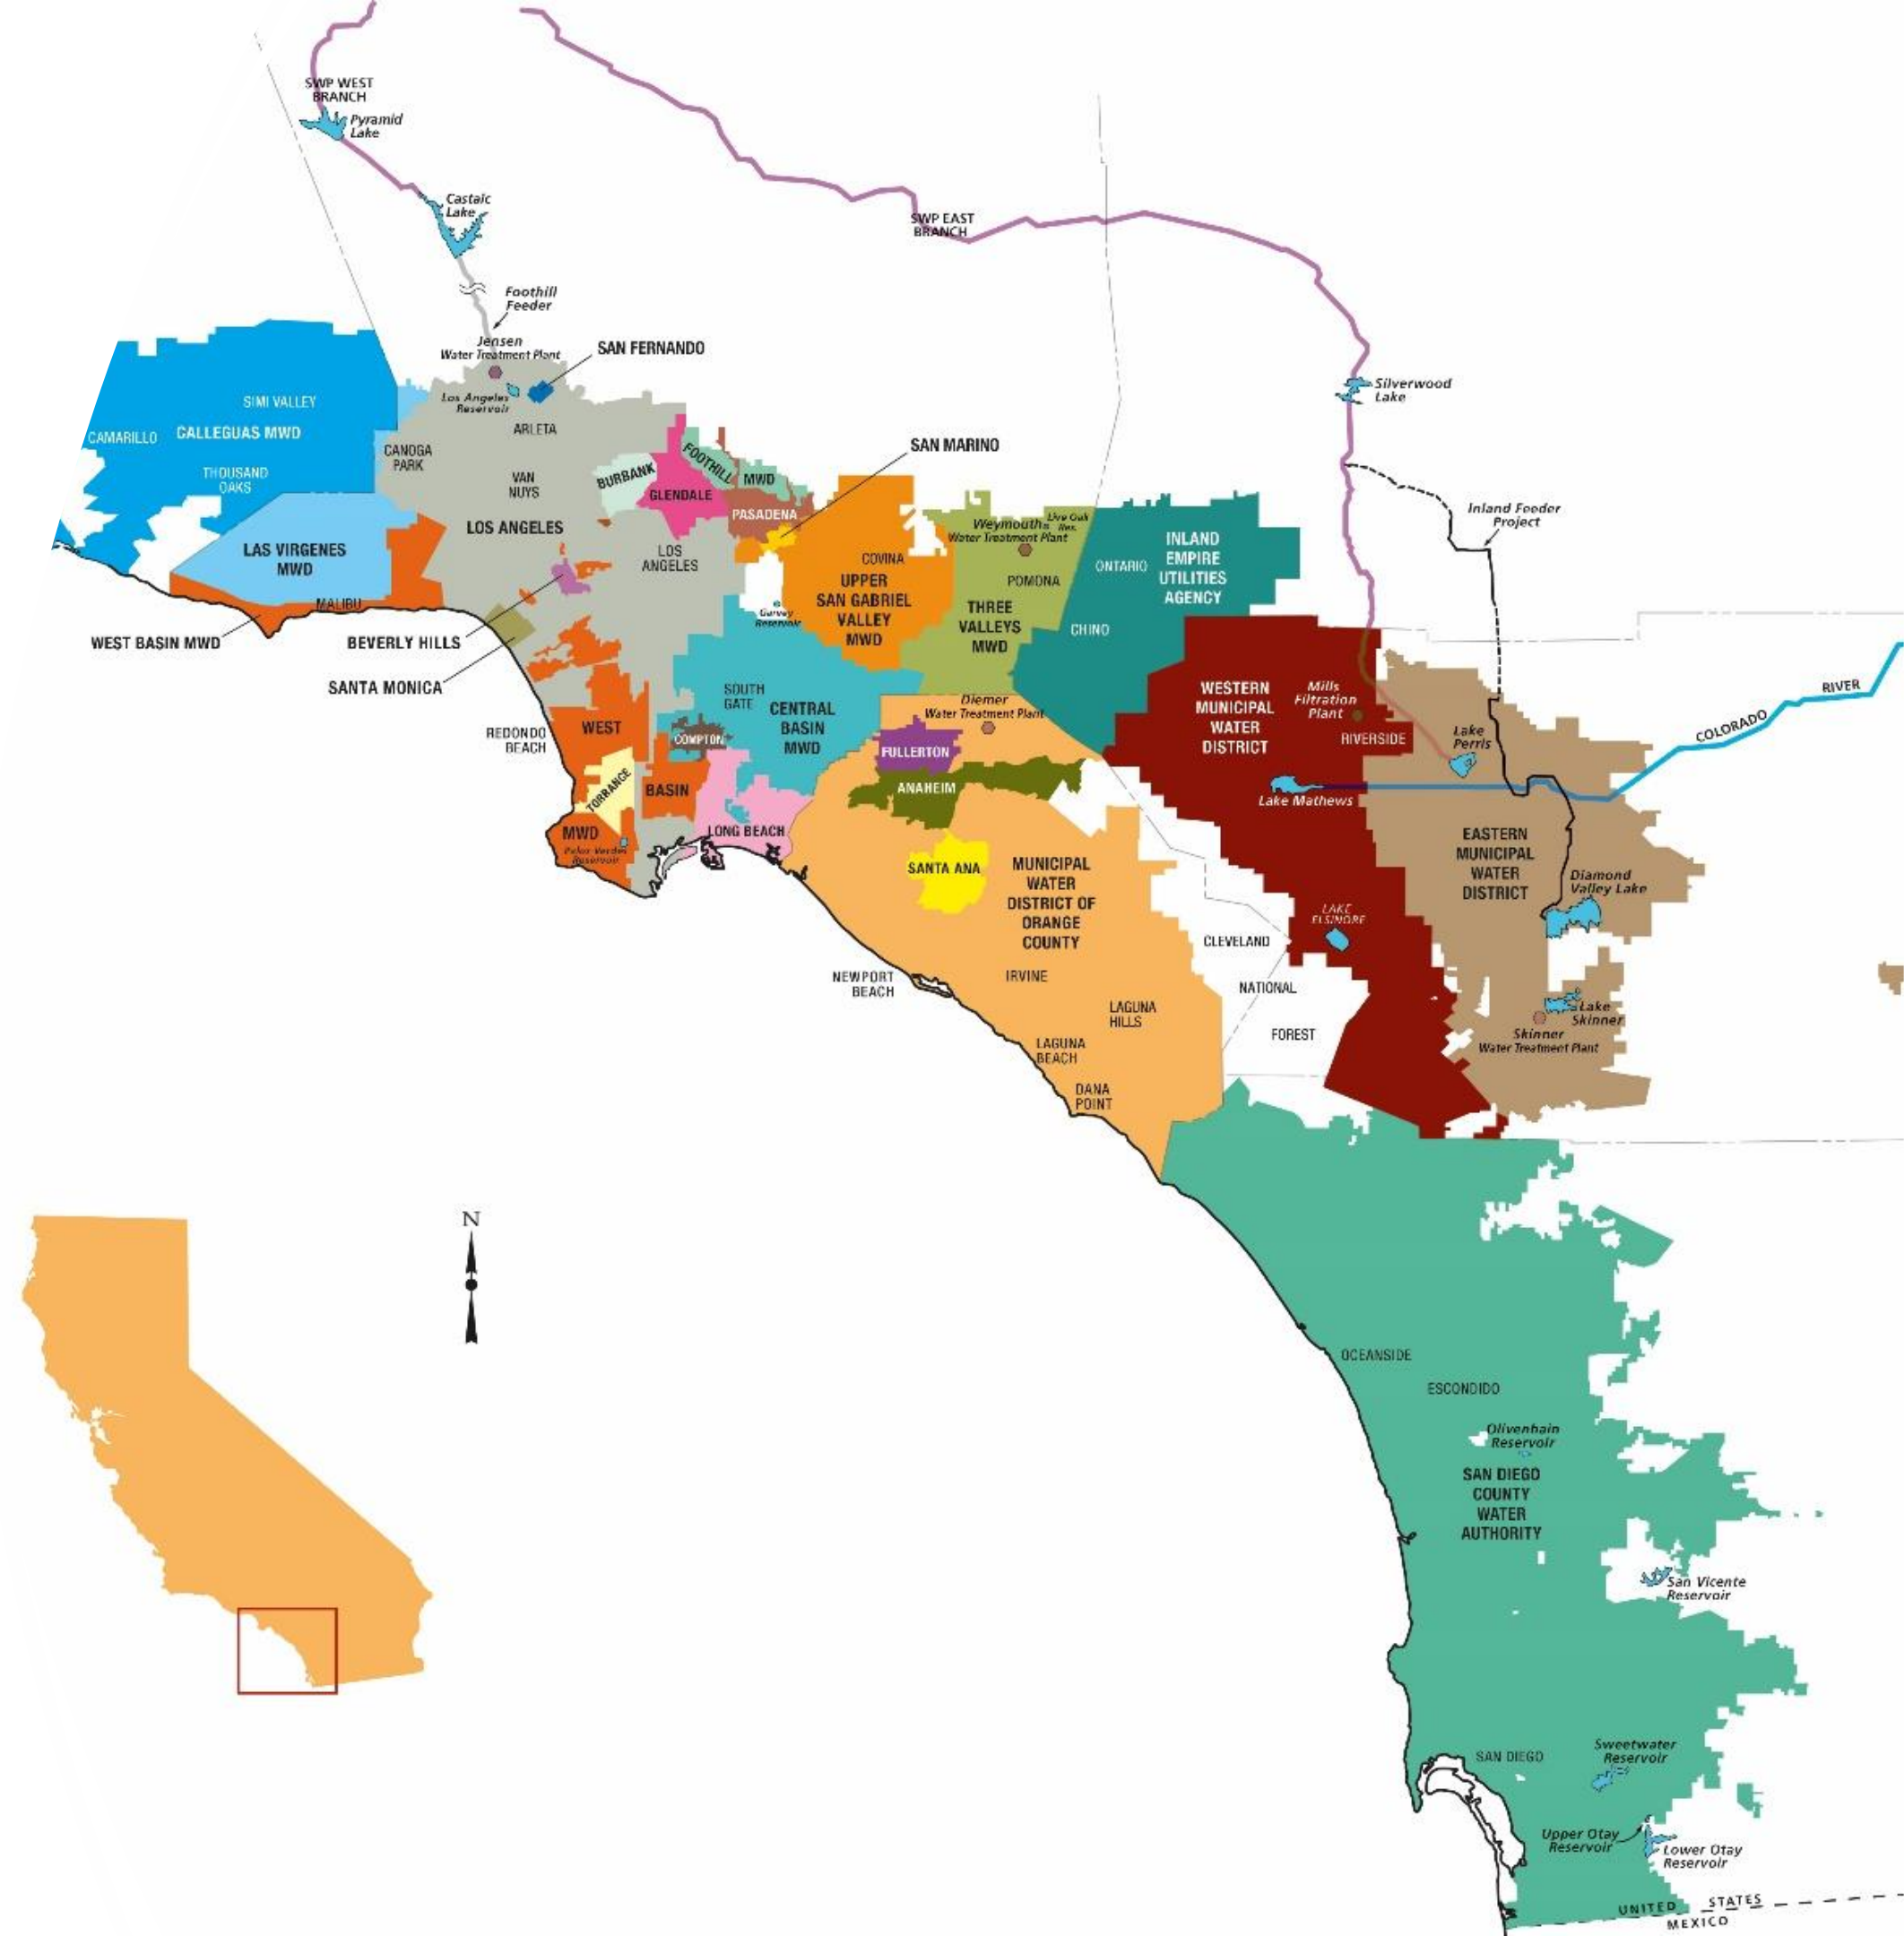 SWP WEST
BRANCH
Pyramid
Lake
Castaic
Lake
SWP EAST
BRANCH
Foothill
Feeder
Jensen
Water Treatment Plant
SAN FERNANDO
Los Angeles
Reservoir
Silverwood
Lake
SIMI VALLEY
CAMARILLO
CALLEGUAS MWD
THOUSAND
OAKS
CANOGA
PARK
ARLETA
VAN
NUYS
BURBANK
GLENDALE
FOOTHILL
MWD
PASADENA
SAN MARINO
LOS ANGELES
LOS
ANGELES
LAS VIRGENES
MWD
MALIBU
WEST BASIN MWD
BEVERLY HILLS
SANTA MONICA
Garvey
Reservoir
COVINA
UPPER
SAN GABRIEL
VALLEY
MWD
Weymouth
Water Treatment Plant
Live Oak
Res.
POMONA
THREE
VALLEYS
MWD
ONTARIO
INLAND
EMPIRE
UTILITIES
AGENCY
CHINO
Inland Feeder
Project
SOUTH
GATE
CENTRAL
BASIN
MWD
COMPTON
REDONDO
BEACH
WEST
TORRANCE
BASIN
MWD
Palos Verdes
Reservoir
LONG BEACH
Diemer
Water Treatment Plant
FULLERTON
ANAHEIM
SANTA ANA
MUNICIPAL
WATER
DISTRICT OF
ORANGE
COUNTY
WESTERN
MUNICIPAL
WATER
DISTRICT
Mills
Filtration
Plant
RIVERSIDE
Lake
Perris
Lake Mathews
COLORADO
RIVER
EASTERN
MUNICIPAL
WATER
DISTRICT
Diamond
Valley Lake
LAKE
ELSINORE
CLEVELAND
NATIONAL
FOREST
Lake
Skinner
Skinner
Water Treatment Plant
NEWPORT
BEACH
IRVINE
LAGUNA
HILLS
LAGUNA
BEACH
DANA
POINT
N
OCEANSIDE
ESCONDIDO
Olivenhain
Reservoir
SAN DIEGO
COUNTY
WATER
AUTHORITY
San Vicente
Reservoir
SAN DIEGO
Sweetwater
Reservoir
Upper Otay
Reservoir
Lower Otay
Reservoir
UNITED STATES
MEXICO